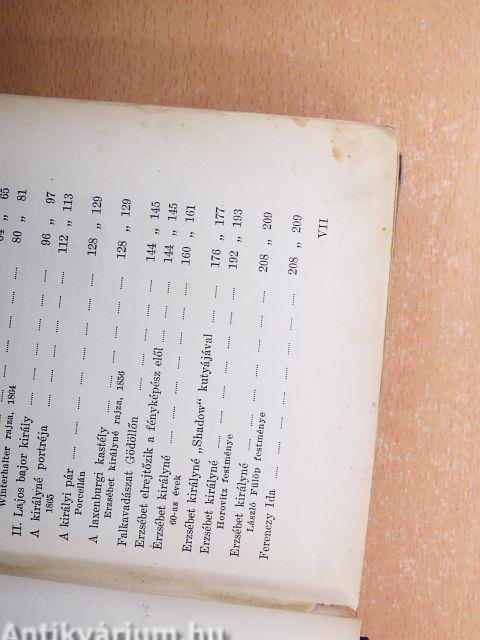 64 „ 65
80 „ 81
Winterhalter rajza, 1864
II. Lajos bajor király ...... 96 „ 97
A királyné portréja ...... 112 „ 113
1865
A királyi pár ...... 128 „ 129
Porcellán
A laxenburgi kastély ...... 128 „ 129
Erzsébet királyné rajza, 1856
Falkavadászat Gödöllőn ...... 144 „ 145
Erzsébet elrejtőzik a fényképész elől ...... 144 „ 145
Erzsébet királyné ...... 160 „ 161
60-as évek
Erzsébet királyné „Shadow" kutyájával ...... 176 „ 177
Erzsébet királyné ...... 192 „ 193
Horovitz festménye
Erzsébet királyné ...... 208 „ 209
László Fülöp festménye
Ferenczy Ida ...... 208 „ 209
VII
Antikvárium.hu